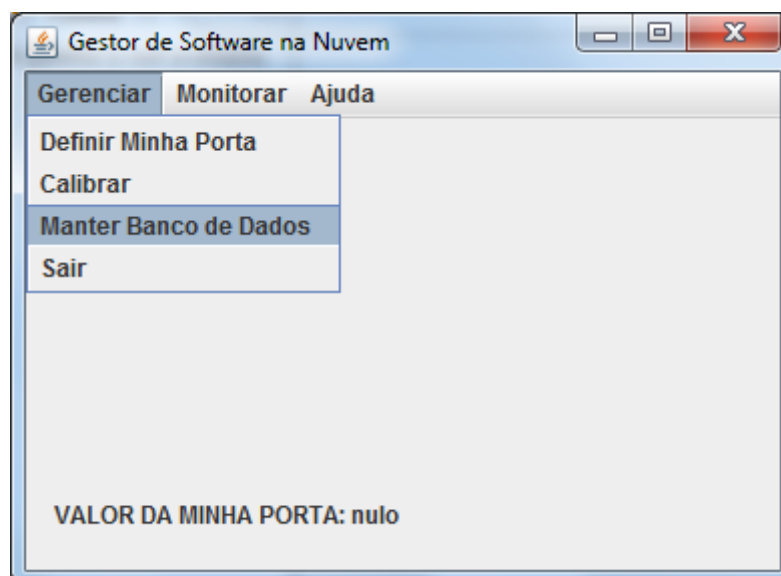 Gestor de Software na Nuvem
Gerenciar Monitorar Ajuda
Definir Minha Porta
Calibrar
Manter Banco de Dados
Sair
VALOR DA MINHA PORTA: nulo